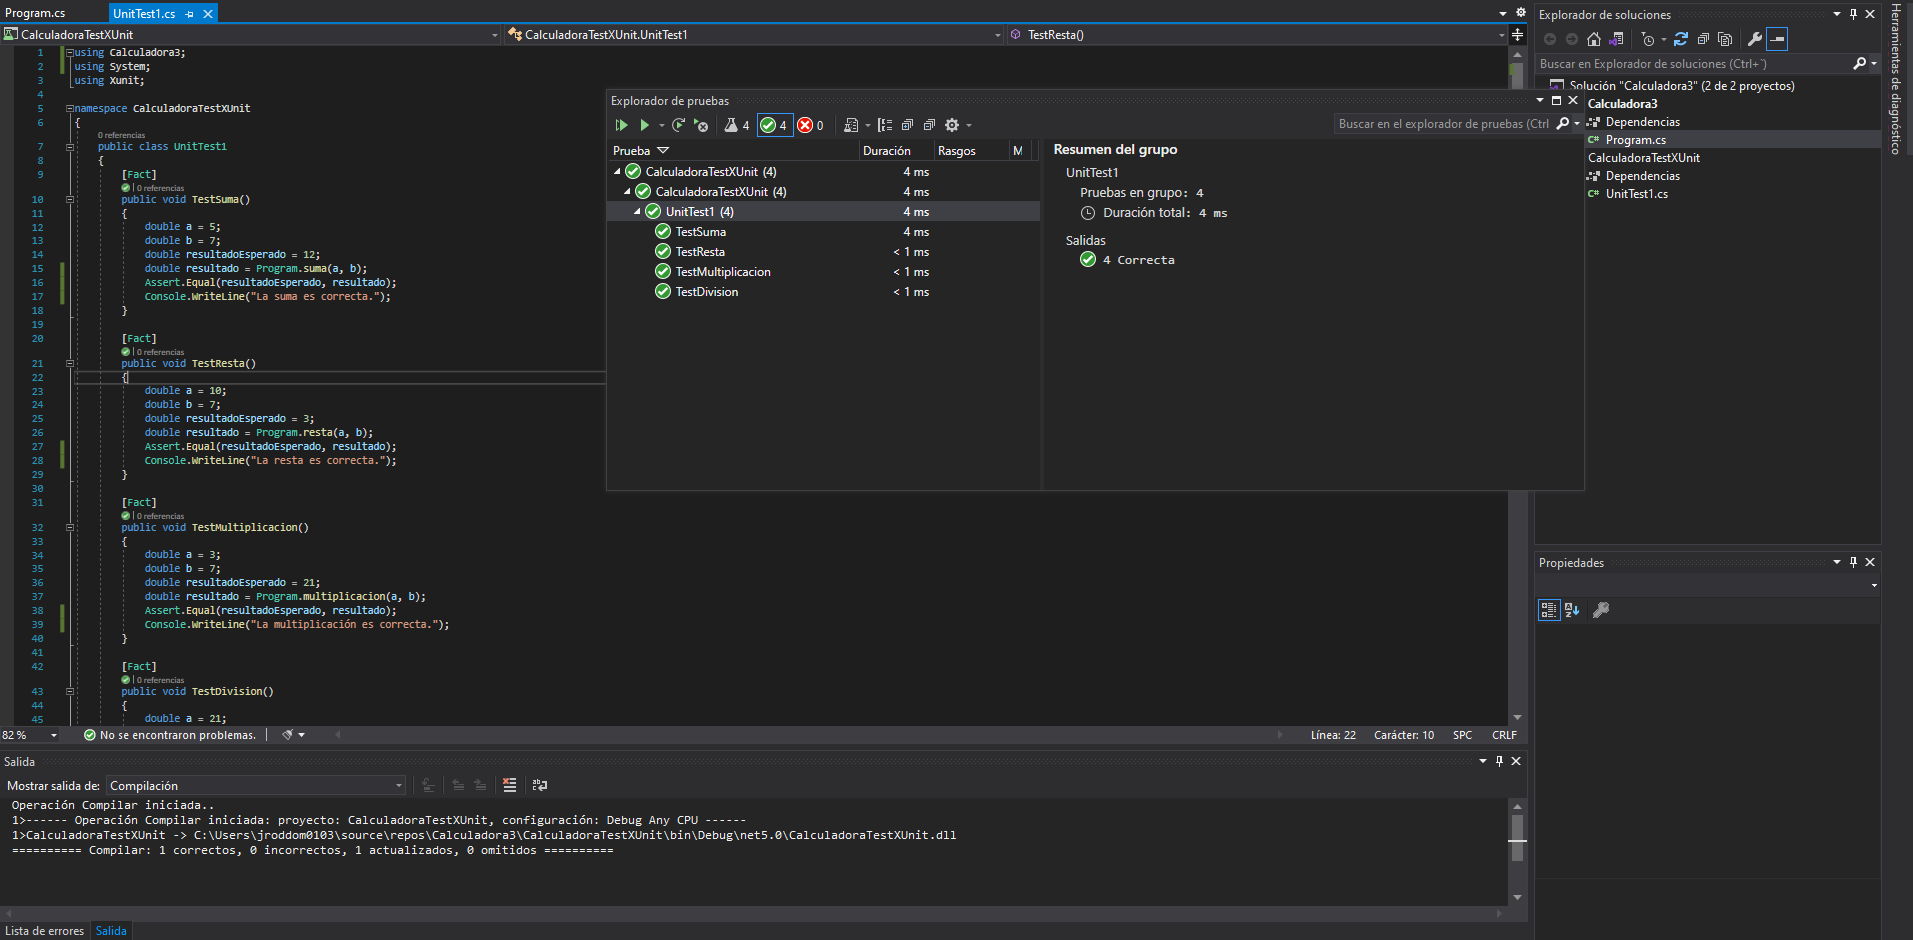 Program.cs
UnitTest1.cs
CalculadoraTestXUnit
CalculadoraTestXUnit.UnitTest1
TestResta()
1 using Calculadora3;
2 using System;
3 using Xunit;
4
5 namespace CalculadoraTestXUnit
6 {
0 referencias
7 public class UnitTest1
8 {
9 [Fact]
0 referencias
10 public void TestSuma()
11 {
12 double a = 5;
13 double b = 7;
14 double resultadoEsperado = 12;
15 double resultado = Program.suma(a, b);
16 Assert.Equal(resultadoEsperado, resultado);
17 Console.WriteLine("La suma es correcta.");
18 }
19
20 [Fact]
0 referencias
21 public void TestResta()
22 {
23 double a = 10;
24 double b = 7;
25 double resultadoEsperado = 3;
26 double resultado = Program.resta(a, b);
27 Assert.Equal(resultadoEsperado, resultado);
28 Console.WriteLine("La resta es correcta.");
29 }
30
31 [Fact]
0 referencias
32 public void TestMultiplicacion()
33 {
34 double a = 3;
35 double b = 7;
36 double resultadoEsperado = 21;
37 double resultado = Program.multiplicacion(a, b);
38 Assert.Equal(resultadoEsperado, resultado);
39 Console.WriteLine("La multiplicación es correcta.");
40 }
41
42 [Fact]
0 referencias
43 public void TestDivision()
44 {
45 double a = 21;
82 %
No se encontraron problemas.
Línea: 22
Carácter: 10
SPC
CRLF
Explorador de pruebas
4
4
0
Buscar en el explorador de pruebas (Ctrl
Prueba
Duración
Rasgos
M
CalculadoraTestXUnit (4) 4 ms
CalculadoraTestXUnit (4) 4 ms
UnitTest1 (4) 4 ms
TestSuma 4 ms
TestResta < 1 ms
TestMultiplicacion < 1 ms
TestDivision < 1 ms
Resumen del grupo
UnitTest1
Pruebas en grupo: 4
Duración total: 4 ms
Salidas
4 Correcta
Explorador de soluciones
Buscar en Explorador de soluciones (Ctrl+¨)
Solución "Calculadora3" (2 de 2 proyectos)
Calculadora3
Dependencias
C# Program.cs
CalculadoraTestXUnit
Dependencias
C# UnitTest1.cs
Herramientas de diagnóstico
Propiedades
Salida
Mostrar salida de: Compilación
Operación Compilar iniciada..
1>------ Operación Compilar iniciada: proyecto: CalculadoraTestXUnit, configuración: Debug Any CPU ------
1>CalculadoraTestXUnit -> C:\Users\jroddom0103\source\repos\Calculadora3\CalculadoraTestXUnit\bin\Debug\net5.0\CalculadoraTestXUnit.dll
========== Compilar: 1 correctos, 0 incorrectos, 1 actualizados, 0 omitidos ==========
Lista de errores
Salida